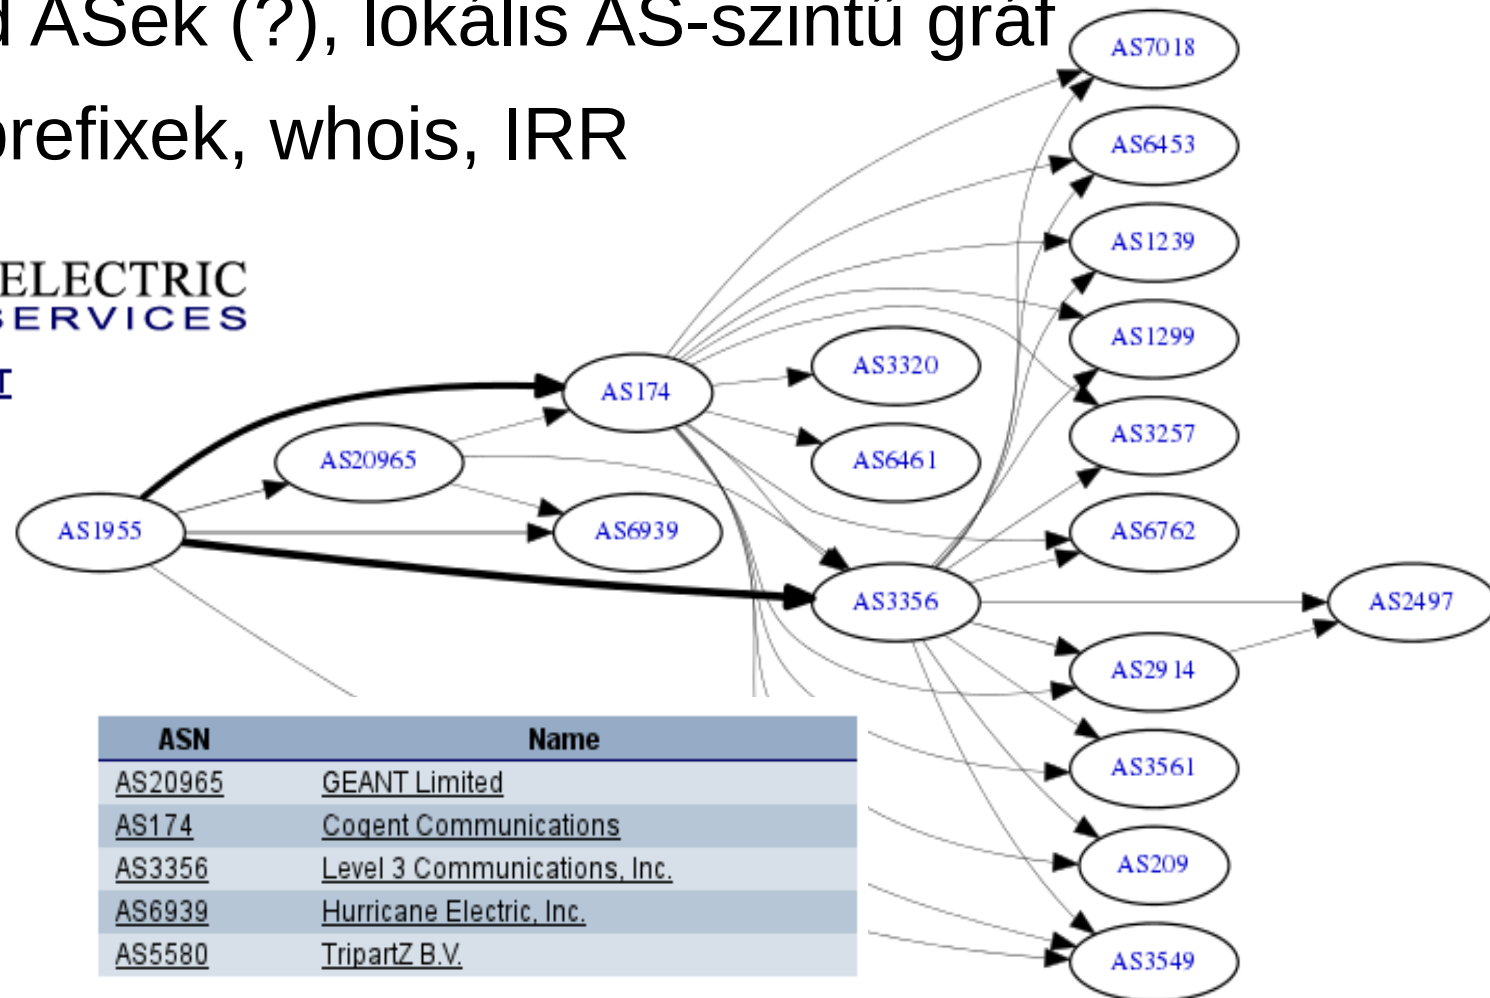 ASek (?), lokális AS-szintű gráf
prefixek, whois, IRR
ELECTRIC
SERVICES
AS7018
AS6453
AS1239
AS1299
AS3320
AS174
AS3257
AS20965
AS6461
AS1955
AS6939
AS6762
AS3356
AS2497
AS2914
AS3561
AS209
AS3549
ASN Name
AS20965 GEANT Limited
AS174 Cogent Communications
AS3356 Level 3 Communications, Inc.
AS6939 Hurricane Electric, Inc.
AS5580 TripartZ B.V.